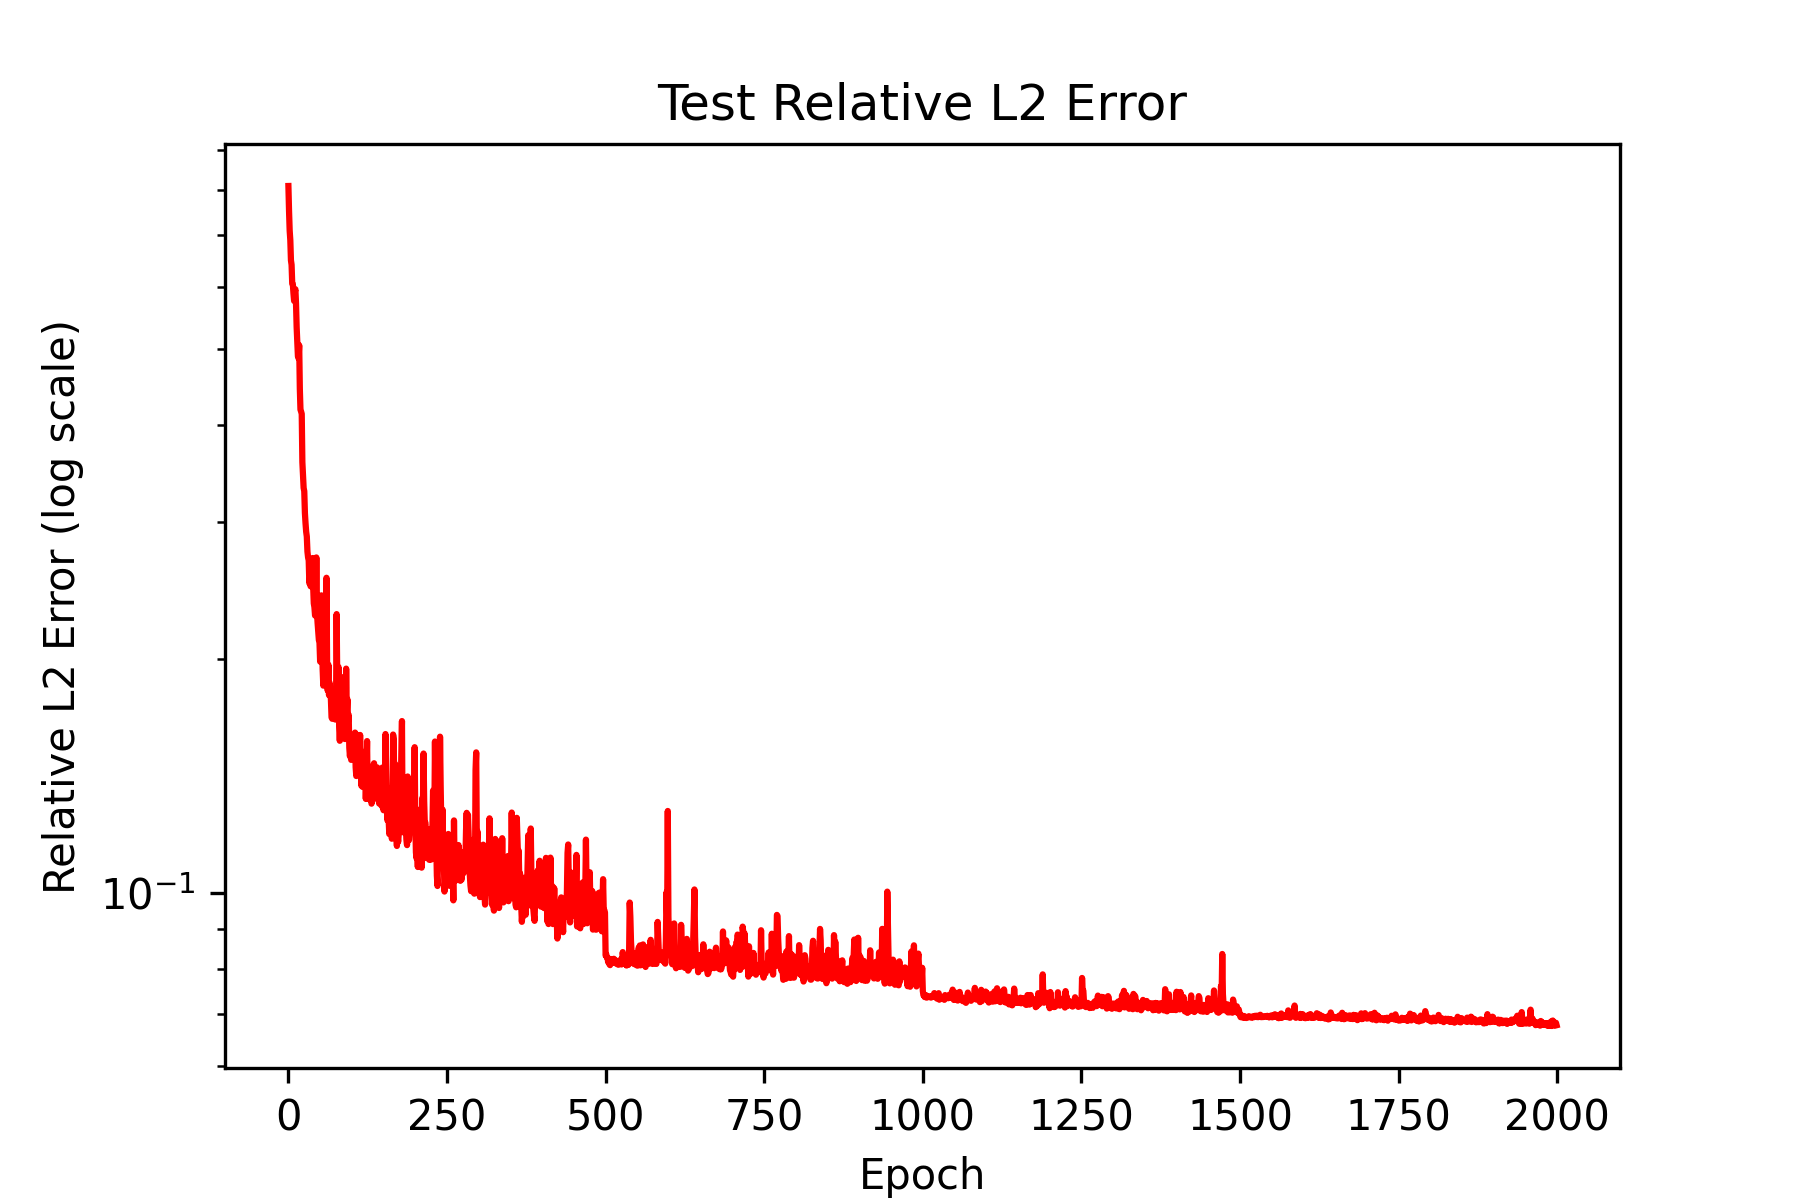 Test Relative L2 Error
Relative L2 Error (log scale)
10⁻¹
0 250 500 750 1000 1250 1500 1750 2000
Epoch